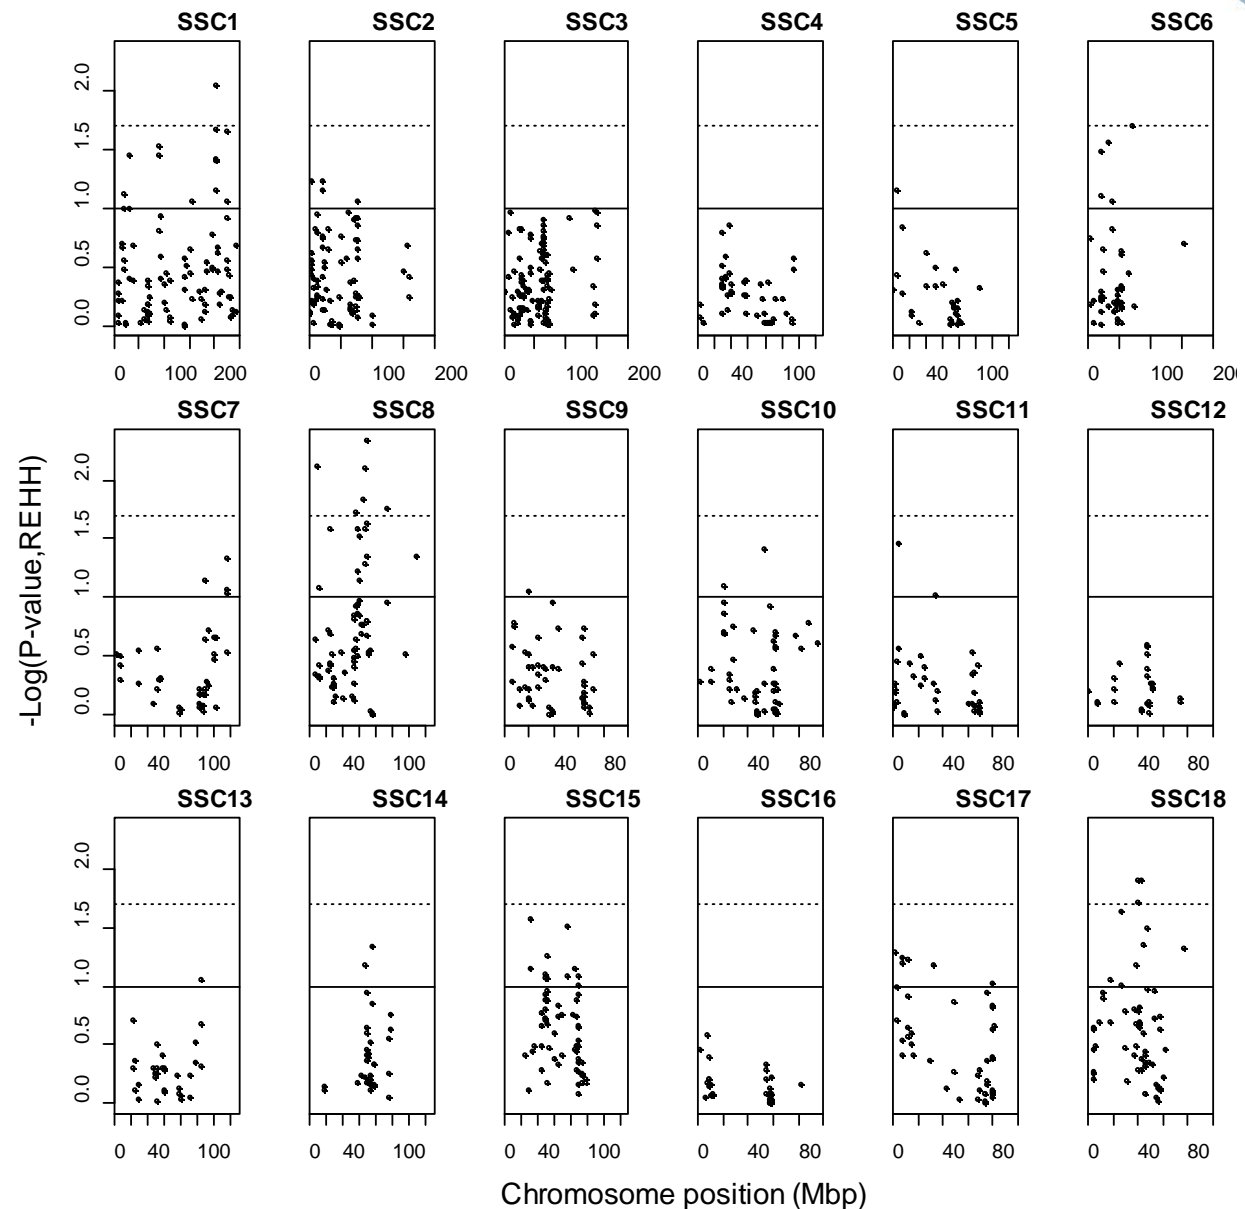 SSC1 SSC2 SSC3 SSC4 SSC5 SSC6
0.0 0.5 1.0 1.5 2.0
0 100 200 0 100 200 0 100 200 0 40 100 0 40 100 0 100 20
SSC7 SSC8 SSC9 SSC10 SSC11 SSC12
-Log(P-value,REHH)
0.0 0.5 1.0 1.5 2.0
0 40 100 0 40 100 0 40 80 0 40 80 0 40 80 0 40 80
SSC13 SSC14 SSC15 SSC16 SSC17 SSC18
0.0 0.5 1.0 1.5 2.0
0 40 100 0 40 100 0 40 100 0 40 80 0 40 80 0 40 80
Chromosome position (Mbp)